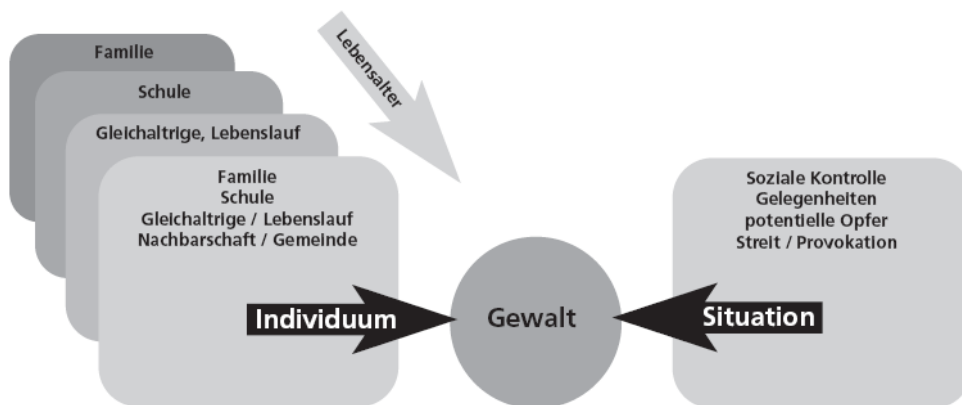 Familie
Schule
Gleichaltrige, Lebenslauf
Familie
Schule
Gleichaltrige / Lebenslauf
Nachbarschaft / Gemeinde
Individuum
Lebensalter
Gewalt
Soziale Kontrolle
Gelegenheiten
potentielle Opfer
Streit / Provokation
Situation